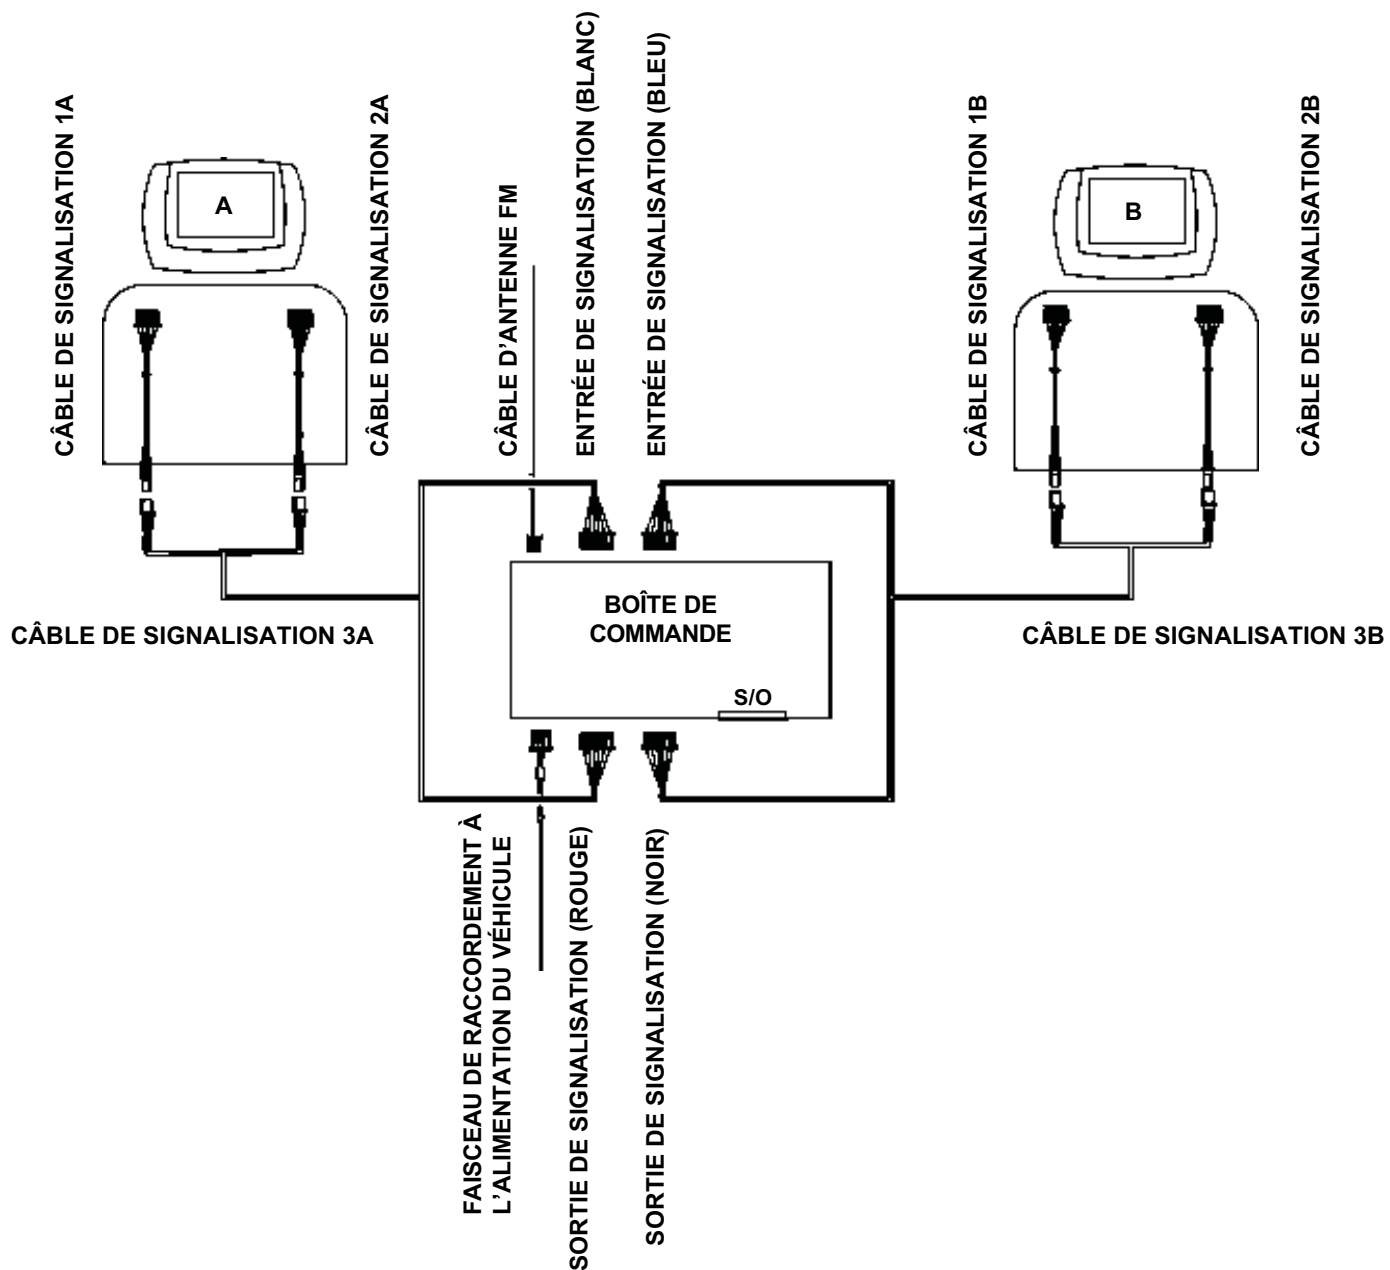 CÂBLE DE SIGNALISATION 1A
A
CÂBLE DE SIGNALISATION 2A
CÂBLE D’ANTENNE FM
ENTRÉE DE SIGNALISATION (BLANC)
ENTRÉE DE SIGNALISATION (BLEU)
CÂBLE DE SIGNALISATION 1B
B
CÂBLE DE SIGNALISATION 2B
CÂBLE DE SIGNALISATION 3A
BOÎTE DE
COMMANDE
S/O
CÂBLE DE SIGNALISATION 3B
FAISCEAU DE RACCORDEMENT À
L’ALIMENTATION DU VÉHICULE
SORTIE DE SIGNALISATION (ROUGE)
SORTIE DE SIGNALISATION (NOIR)